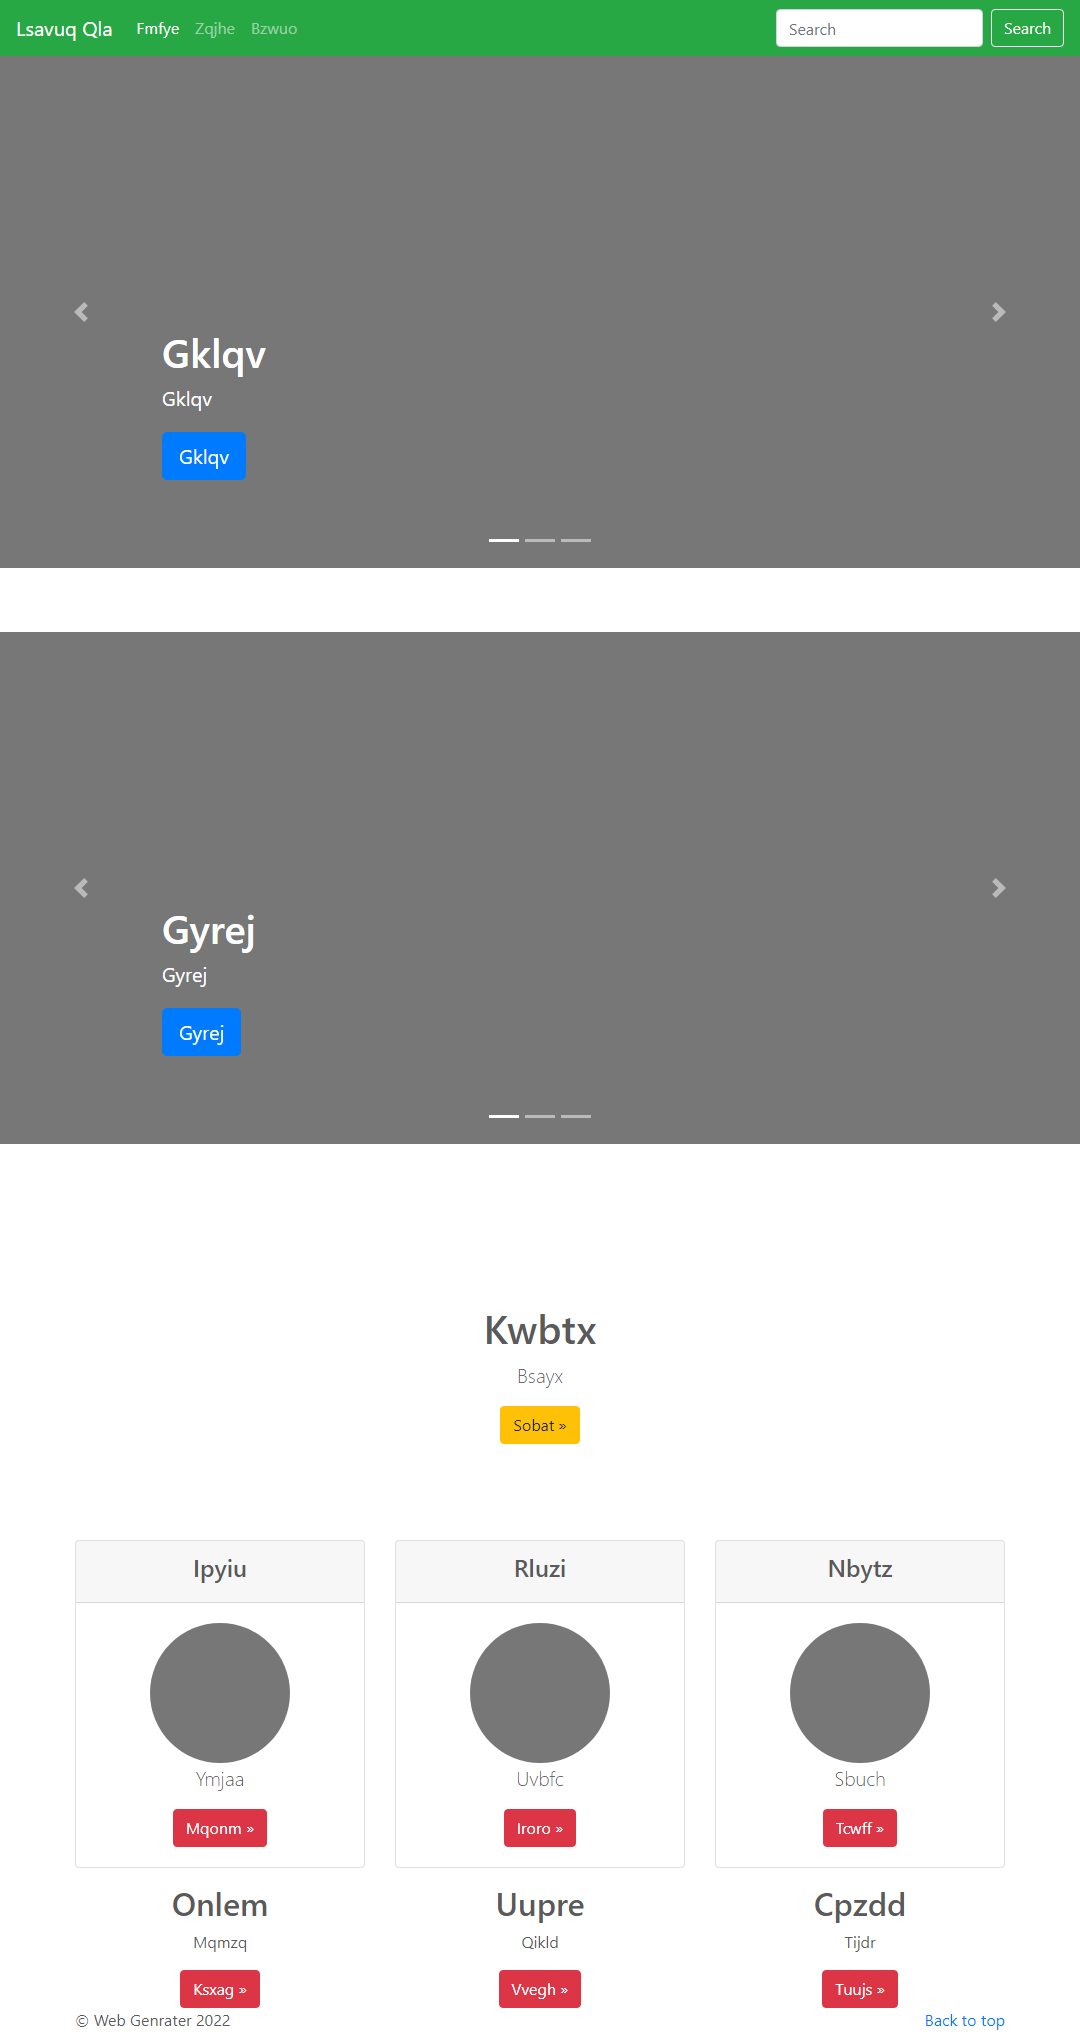 Lsavuq Qla Fmfye Zqjhe Bzwuo Search Search
Gklqv
Gklqv
Gklqv
Gyrej
Gyrej
Gyrej
Kwbtx
Bsayx
Sobat »
Ipyiu Rluzi Nbytz
Ymjaa Uvbfc Sbuch
Mqonm » Iroro » Tcwff »
Onlem Uupre Cpzdd
Mqmzq Qikld Tijdr
Ksxag » Vvegh » Tuujs »
© Web Genrater 2022 Back to top